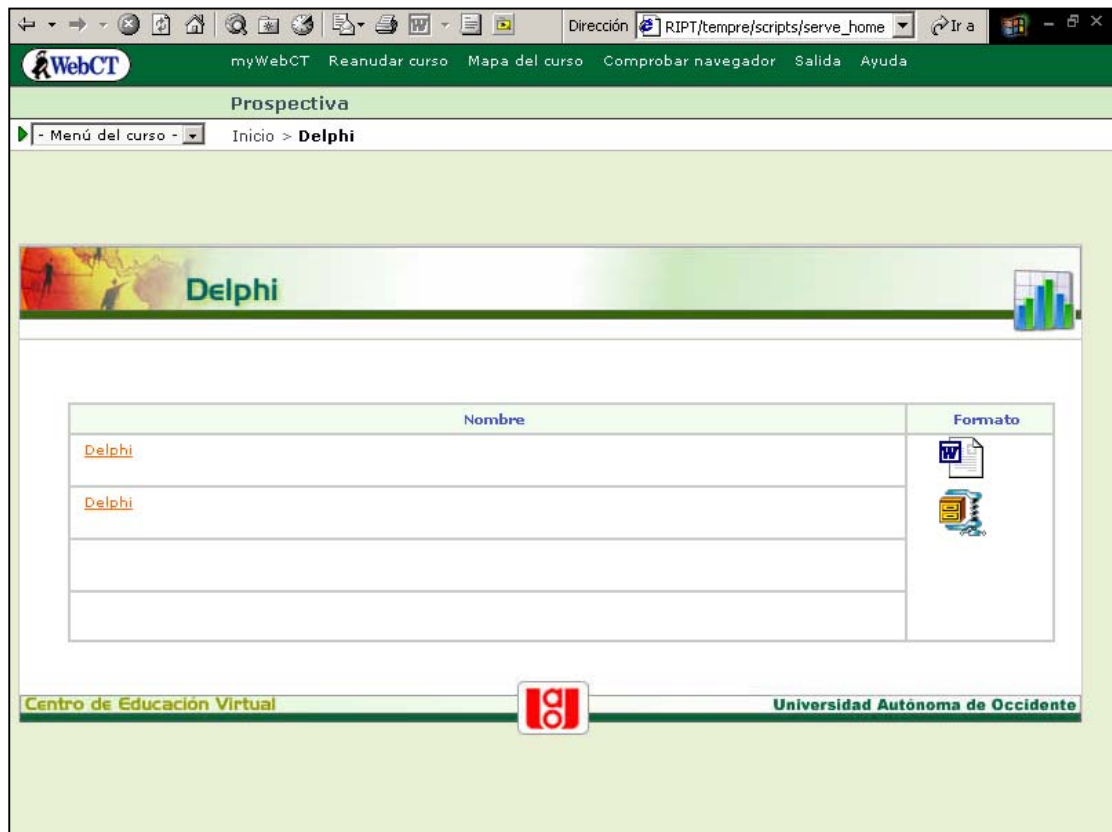 Dirección RIPT/tempre/scripts/serve_home Ir a
WebCT myWebCT Reanudar curso Mapa del curso Comprobar navegador Salida Ayuda
Prospectiva
- Menú del curso - Inicio > Delphi
Delphi
Nombre Formato
Delphi
Delphi
Centro de Educación Virtual Universidad Autónoma de Occidente